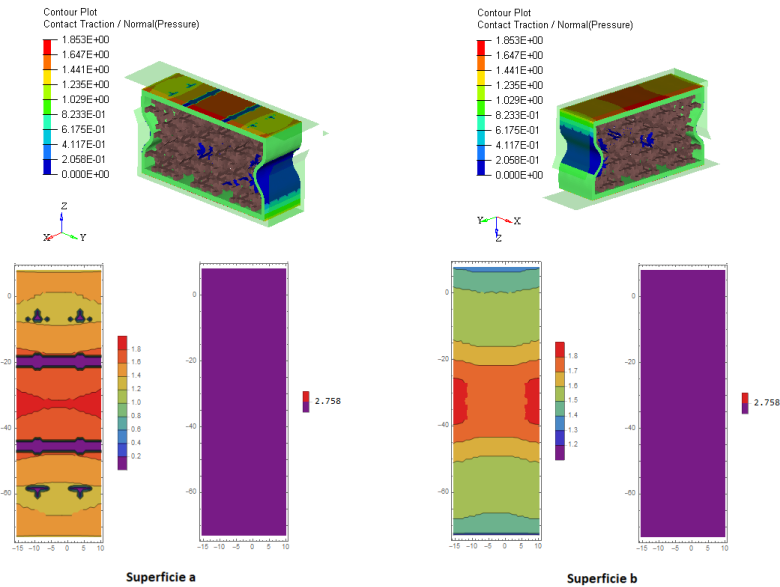 Contour Plot
Contact Traction / Normal(Pressure)
1.853E+00
1.647E+00
1.441E+00
1.235E+00
1.029E+00
8.233E-01
6.175E-01
4.117E-01
2.058E-01
0.000E+00
Z
X Y
Contour Plot
Contact Traction / Normal(Pressure)
1.853E+00
1.647E+00
1.441E+00
1.235E+00
1.029E+00
8.233E-01
6.175E-01
4.117E-01
2.058E-01
0.000E+00
Y X
Z
0
-20
-40
-60
-15 -10 -5 0 5 10
1.8
1.6
1.4
1.2
1.0
0.8
0.6
0.4
0.2
0
-20
-40
-60
-15 -10 -5 0 5 10
2.758
0
-20
-40
-60
-15 -10 -5 0 5 10
1.8
1.7
1.6
1.5
1.4
1.3
1.2
0
-20
-40
-60
-15 -10 -5 0 5 10
2.758
Superficie a
Superficie b